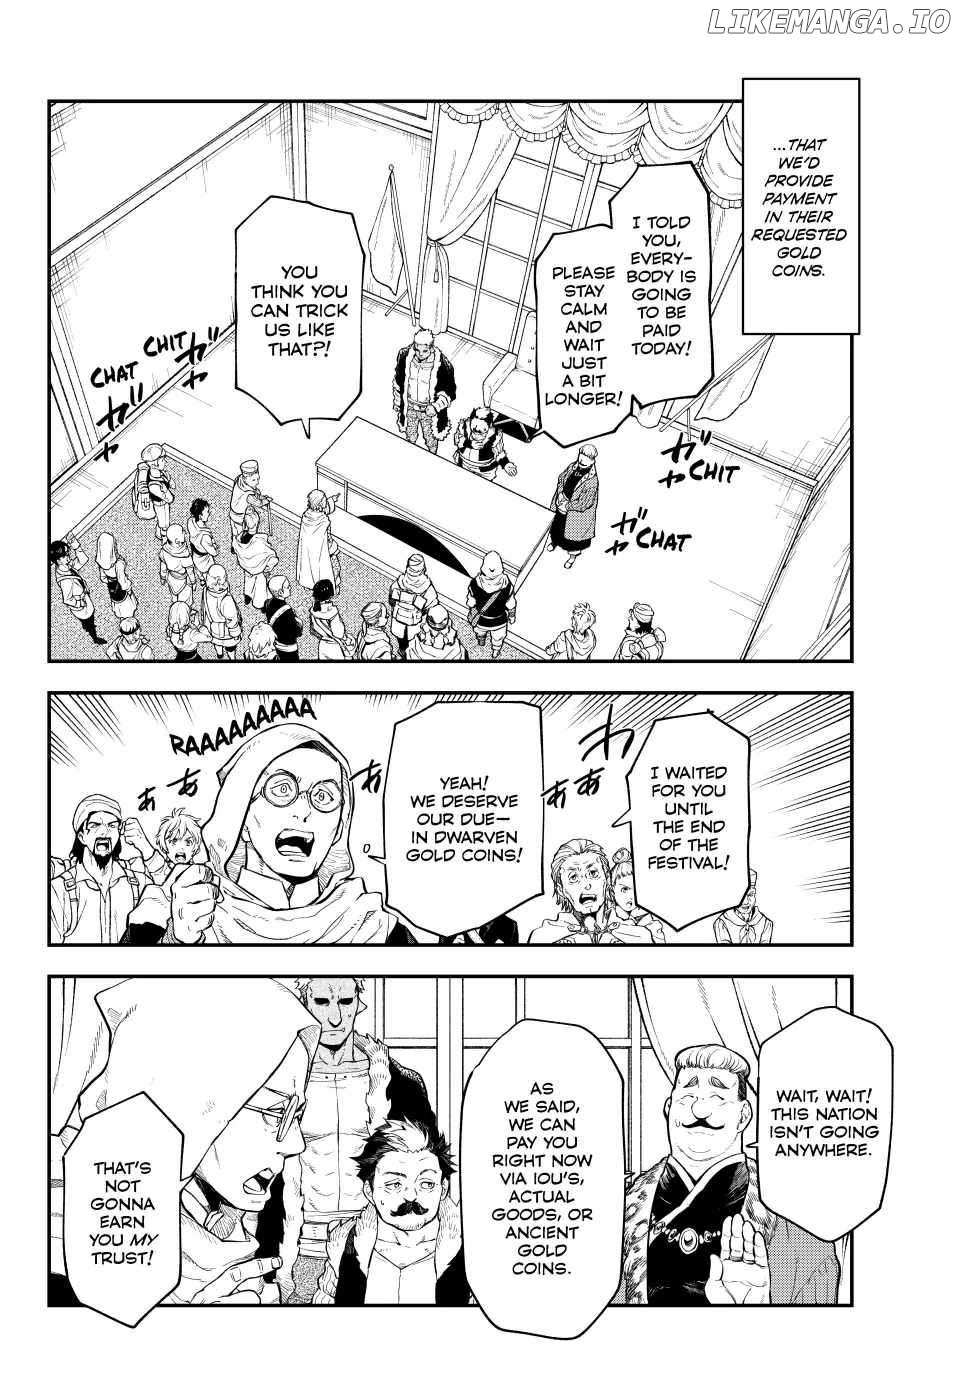 LIKEMANGA.IO
...THAT
WE'D
PROVIDE
PAYMENT
IN THEIR
REQUESTED
GOLD
COINS.
I TOLD
YOU,
EVERY-
BODY IS
GOING
TO BE
PAID
TODAY!
PLEASE
STAY
CALM
AND
WAIT
JUST
A BIT
LONGER!
YOU
THINK YOU
CAN TRICK
US LIKE
THAT?!
CHIT
ガヤ
CHAT
ガヤ
ガヤ
CHIT
ガヤ
CHAT
I WAITED
FOR YOU
UNTIL
THE END
OF THE
FESTIVAL!
わ
YEAH!
WE DESERVE
OUR DUE—
IN DWARVEN
GOLD COINS!
RAAAAAAAAA
あ
あ
あ
WAIT, WAIT!
THIS NATION
ISN'T GOING
ANYWHERE.
AS
WE SAID,
WE CAN
PAY YOU
RIGHT NOW
VIA IOU'S,
ACTUAL
GOODS, OR
ANCIENT
GOLD
COINS.
THAT'S
NOT
GONNA
EARN
YOU MY
TRUST!